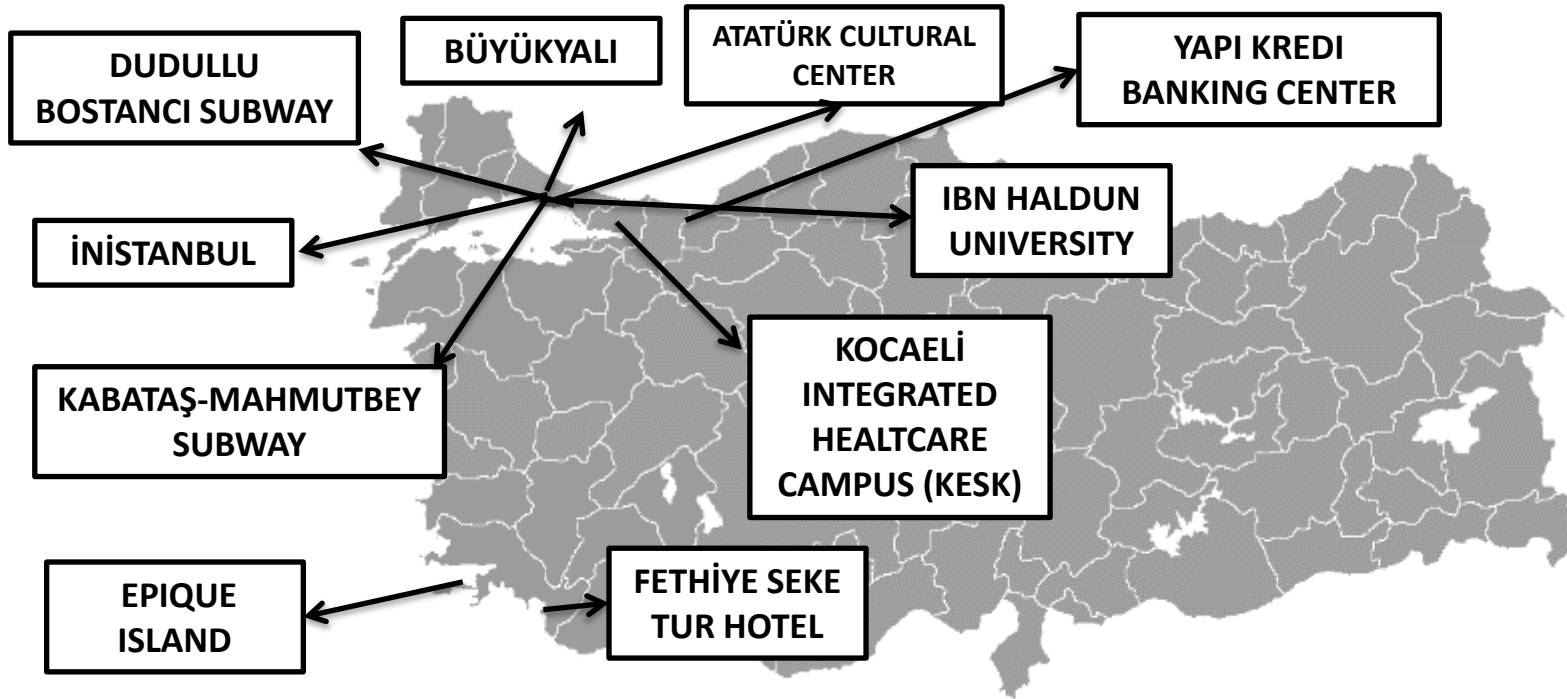 DUDULLU
BOSTANCI SUBWAY
BÜYÜKYALI
ATATÜRK CULTURAL
CENTER
YAPI KREDI
BANKING CENTER
İNİSTANBUL
IBN HALDUN
UNIVERSITY
KABATAŞ-MAHMUTBEY
SUBWAY
KOCAELİ
INTEGRATED
HEALTCARE
CAMPUS (KESK)
EPIQUE
ISLAND
FETHİYE SEKE
TUR HOTEL